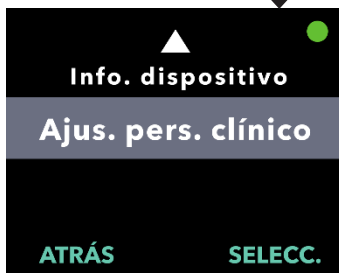 Info. dispositivo
Ajus. pers. clínico
ATRÁS SELECC.